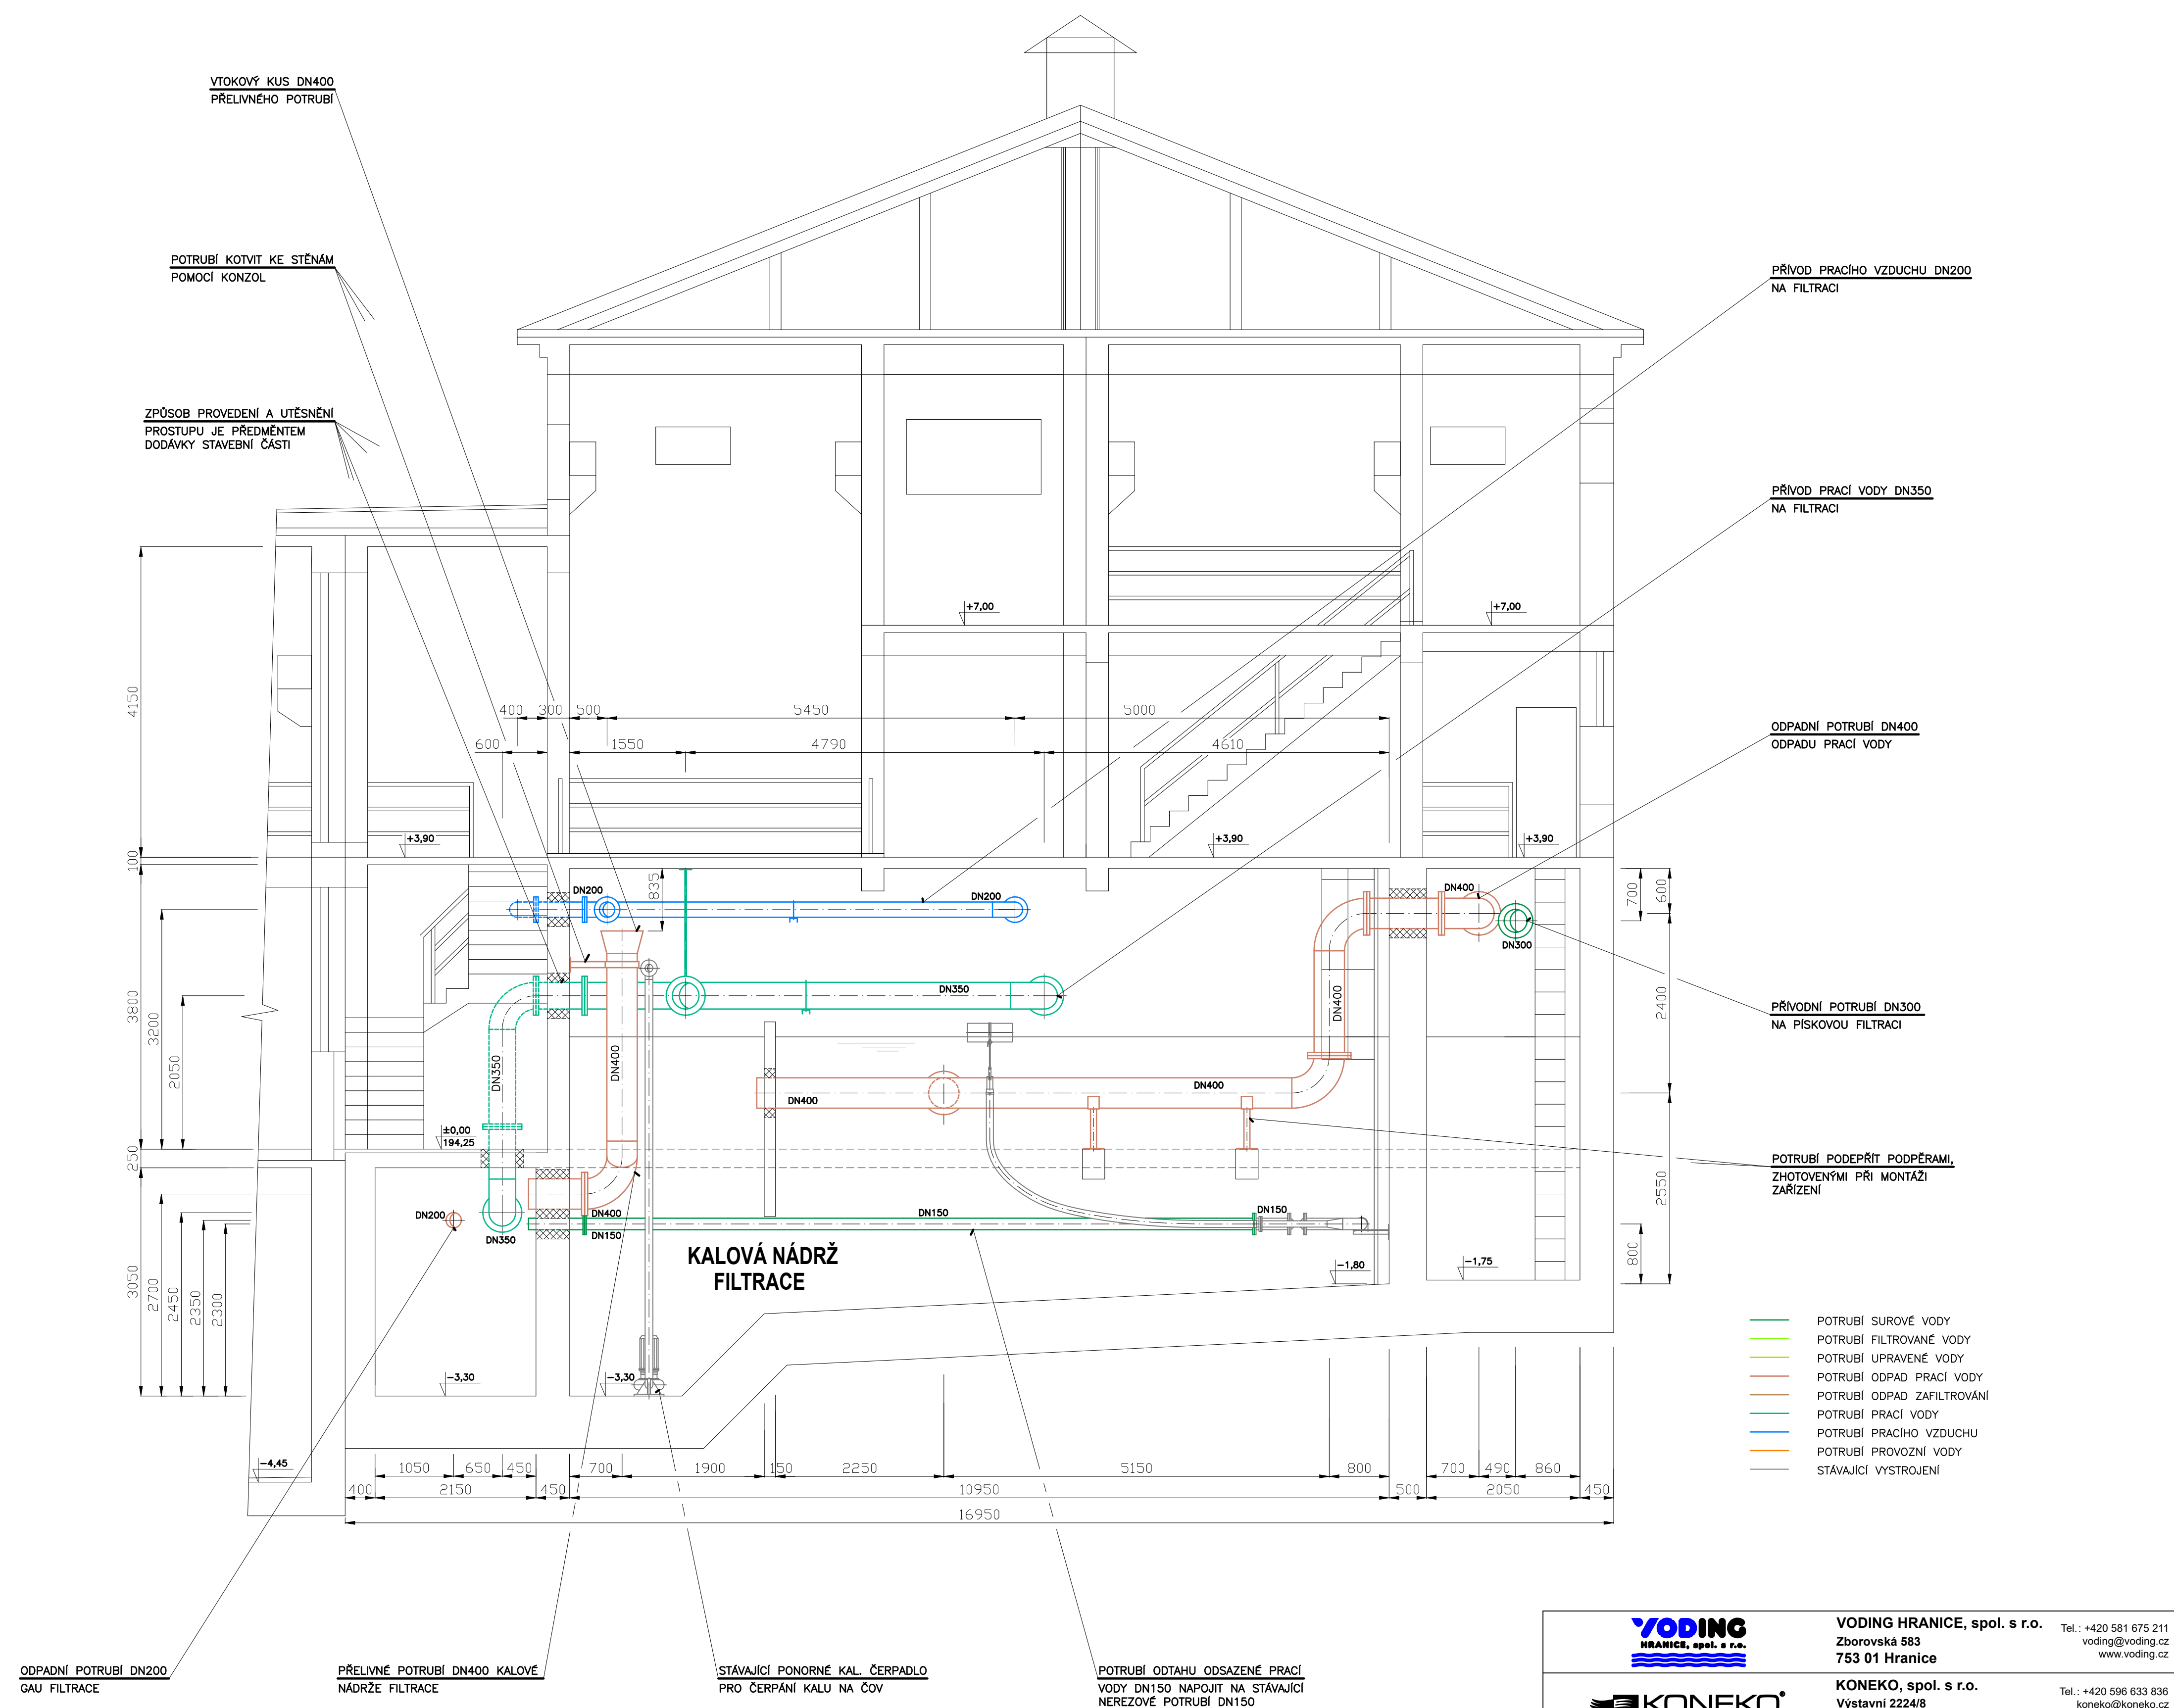 VTOKOVÝ KUS DN400
PŘELIVNÉHO POTRUBÍ
POTRUBÍ KOTVIT KE STĚNÁM
POMOCÍ KONZOL
ZPŮSOB PROVEDENÍ A UTĚSNĚNÍ
PROSTUPU JE PŘEDMĚNTEM
DODÁVKY STAVEBNÍ ČÁSTI
PŘÍVOD PRACÍHO VZDUCHU DN200
NA FILTRACI
PŘÍVOD PRACÍ VODY DN350
NA FILTRACI
ODPADNÍ POTRUBÍ DN400
ODPADU PRACÍ VODY
PŘÍVODNÍ POTRUBÍ DN300
NA PÍSKOVOU FILTRACI
POTRUBÍ PODEPŘÍT PODPĚRAMI,
ZHOTOVENÝMI PŘI MONTÁŽI
ZAŘÍZENÍ
+7,00
+7,00
400 300 500 5450 5000
600 1550 4790 4610
+3,90
+3,90
+3,90
4150
100
3800
3200
2050
250
3050
2700
2450
2350
2300
835
700
600
2400
2550
800
DN200
DN200
DN400
DN300
DN350
DN350
DN400
DN400
DN400
DN400
±0,00
194,25
DN200
DN350
DN400
DN150
DN150
DN150
KALOVÁ NÁDRŽ
FILTRACE
-1,80
-1,75
-3,30
-3,30
-4,45
1050 650 450 700 1900 150 2250 5150 800 700 490 860
400 2150 450 10950 500 2050 450
16950
POTRUBÍ SUROVÉ VODY
POTRUBÍ FILTROVANÉ VODY
POTRUBÍ UPRAVENÉ VODY
POTRUBÍ ODPAD PRACÍ VODY
POTRUBÍ ODPAD ZAFILTROVÁNÍ
POTRUBÍ PRACÍ VODY
POTRUBÍ PRACÍHO VZDUCHU
POTRUBÍ PROVOZNÍ VODY
STÁVAJÍCÍ VYSTROJENÍ
ODPADNÍ POTRUBÍ DN200
GAU FILTRACE
PŘELIVNÉ POTRUBÍ DN400 KALOVÉ
NÁDRŽE FILTRACE
STÁVAJÍCÍ PONORNÉ KAL. ČERPADLO
PRO ČERPÁNÍ KALU NA ČOV
POTRUBÍ ODTAHU ODSAZENÉ PRACÍ
VODY DN150 NAPOJIT NA STÁVAJÍCÍ
NEREZOVÉ POTRUBÍ DN150
VODING
HRANICE, spol. s r.o.
VODING HRANICE, spol. s r.o.
Zborovská 583
753 01 Hranice
Tel.: +420 581 675 211
voding@voding.cz
www.voding.cz
KONEKO®
KONEKO, spol. s r.o.
Výstavní 2224/8
Tel.: +420 596 633 836
koneko@koneko.cz